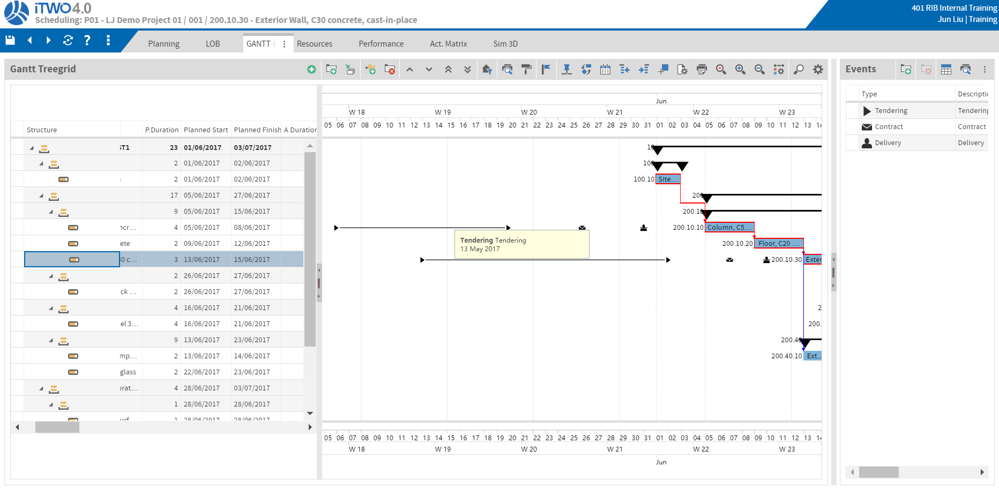 iTWO 4.0
Scheduling: P01 - LJ Demo Project 01 / 001 / 200.10.30 - Exterior Wall, C30 concrete, cast-in-place
401 RIB Internal Training
Jun Liu | Training
Planning LOB GANTT Resources Performance Act. Matrix Sim 3D
Gantt Treegrid
Structure P.Duration Planned Start Planned Finish A.Duration
ST1 23 01/06/2017 03/07/2017
2 01/06/2017 02/06/2017
2 01/06/2017 02/06/2017
17 05/06/2017 27/06/2017
9 05/06/2017 15/06/2017
ncr... 4 05/06/2017 08/06/2017
ete 2 09/06/2017 12/06/2017
30 c... 3 13/06/2017 15/06/2017
2 26/06/2017 27/06/2017
ck ... 2 26/06/2017 27/06/2017
4 16/06/2017 21/06/2017
el 3... 4 16/06/2017 21/06/2017
9 13/06/2017 23/06/2017
mp... 2 13/06/2017 14/06/2017
glass 2 22/06/2017 23/06/2017
orat... 4 28/06/2017 03/07/2017
1 28/06/2017 28/06/2017
urf 1 28/06/2017 28/06/2017
Jun
W 18 W 19 W 20 W 21 W 22 W 23
05 06 07 08 09 10 11 12 13 14 15 16 17 18 19 20 21 22 23 24 25 26 27 28 29 30 31 01 02 03 04 05 06 07 08 09 10 11 12 13 14
10
100
100.10 Site...
200
200.10
200.10.10 Column, C5...
200.10.20 Floor, C20 ...
Tendering Tendering
13 May 2017
200.10.30 Exter
2
200.
200.40
200.40.10 Ext...
05 06 07 08 09 10 11 12 13 14 15 16 17 18 19 20 21 22 23 24 25 26 27 28 29 30 31 01 02 03 04 05 06 07 08 09 10 11 12 13 14
W 18 W 19 W 20 W 21 W 22 W 23
Jun
Events
Type Descriptic
Tendering Tendering
Contract Contract
Delivery Delivery